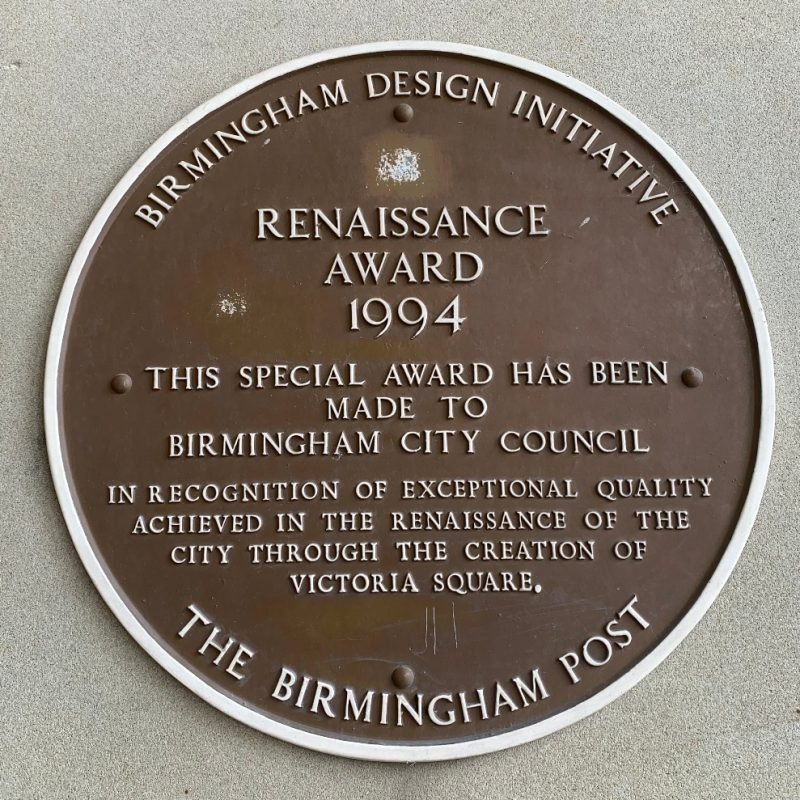 BIRMINGHAM DESIGN INITIATIVE
RENAISSANCE
AWARD
1994
THIS SPECIAL AWARD HAS BEEN
MADE TO
BIRMINGHAM CITY COUNCIL
IN RECOGNITION OF EXCEPTIONAL QUALITY
ACHIEVED IN THE RENAISSANCE OF THE
CITY THROUGH THE CREATION OF
VICTORIA SQUARE.
THE BIRMINGHAM POST